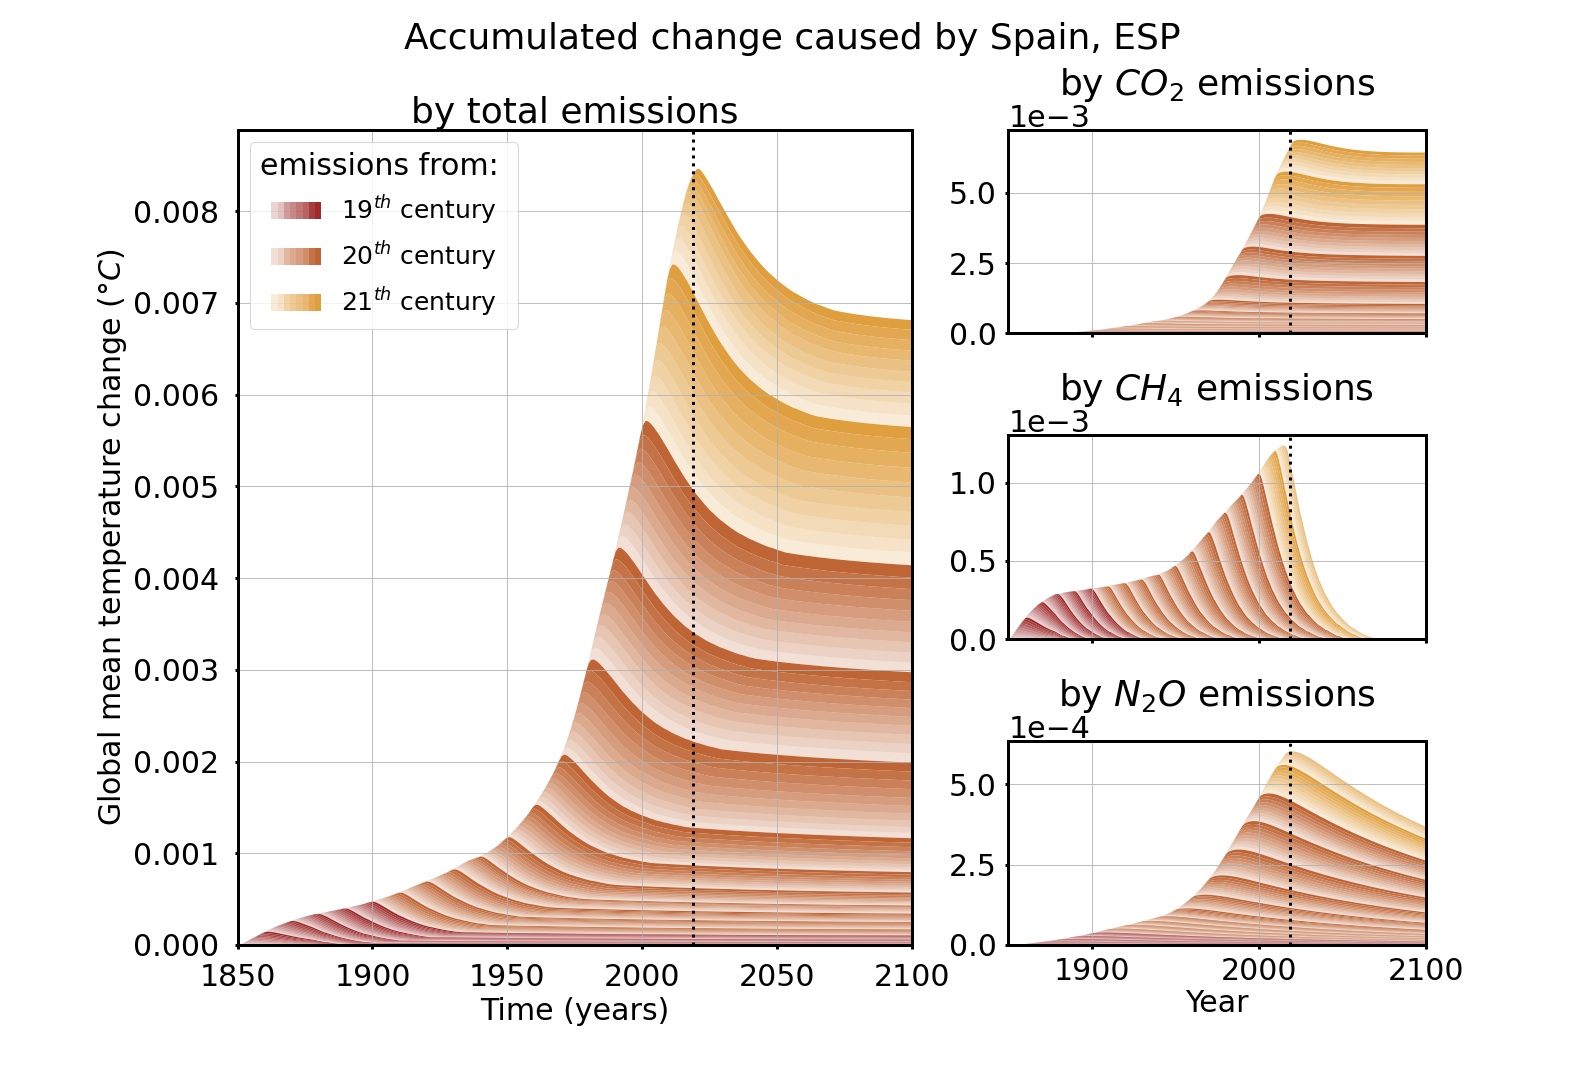 Accumulated change caused by Spain, ESP
by total emissions
emissions from:
19th century
20th century
21th century
Global mean temperature change (°C)
0.008
0.007
0.006
0.005
0.004
0.003
0.002
0.001
0.000
1850 1900 1950 2000 2050 2100
Time (years)
by CO2 emissions
1e−3
5.0
2.5
0.0
by CH4 emissions
1e−3
1.0
0.5
0.0
by N2O emissions
1e−4
5.0
2.5
0.0
1900 2000 2100
Year